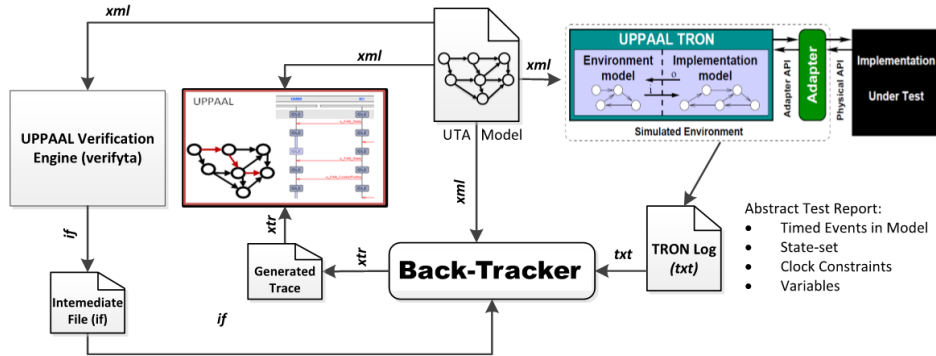 xml
xml
xml
UPPAAL TRON
Environment
model
Implementation
model
o
i
Adapter API
Adapter
Physical API
Implementation
Under Test
Simulated Environment
UPPAAL
UTA Model
UPPAAL Verification
Engine (verifyta)
xml
if
xtr
Intemediate
File (if)
Generated
Trace
xtr
Back-Tracker
txt
TRON Log
(txt)
Abstract Test Report:
• Timed Events in Model
• State-set
• Clock Constraints
• Variables
if